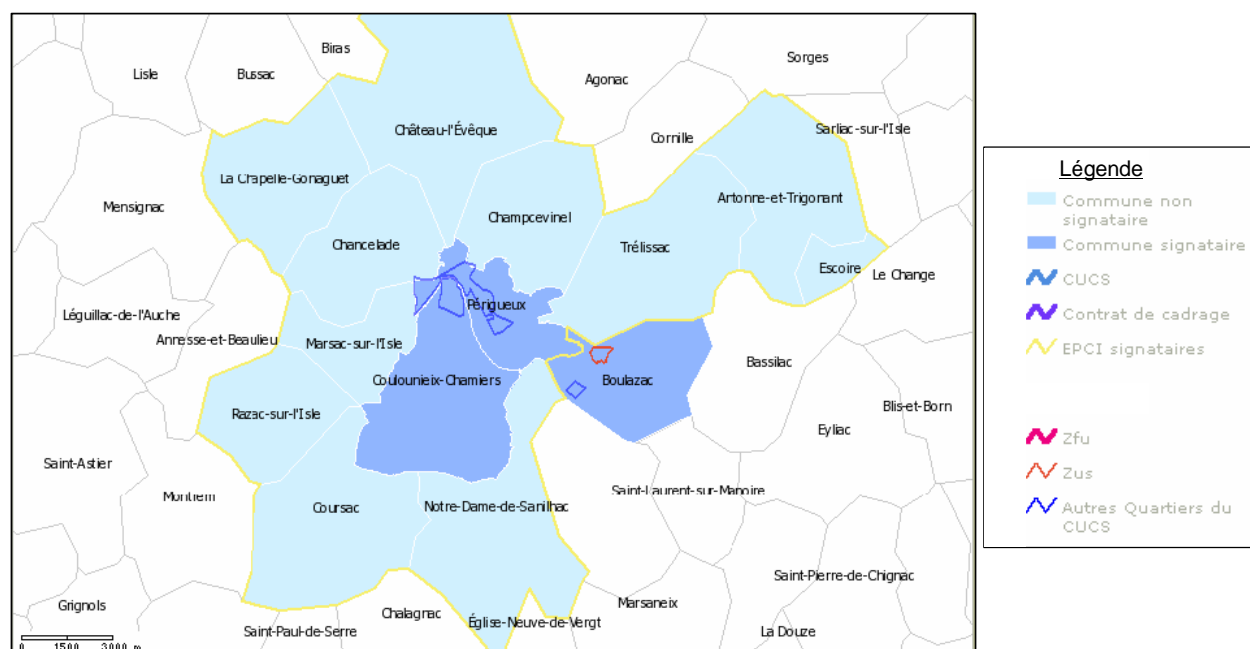 Biras
Sorges
Lisle
Bussac
Agonac
Château-l'Évêque
Cornille
Sarliac-sur-l'Isle
La Chapelle-Gonaguet
Antonne-et-Trigonant
Mensignac
Champcevinel
Chancelade
Trélissac
Escoire
Le Change
Périgueux
Léguillac-de-l'Auche
Annesse-et-Beaulieu
Marsac-sur-l'Isle
Coulounieix-Chamiers
Boulazac
Bassilac
Razac-sur-l'Isle
Blis-et-Born
Eyliac
Saint-Astier
Montrem
Saint-Laurent-sur-Manoire
Coursac
Notre-Dame-de-Sanilhac
Saint-Pierre-de-Chignac
Grignols
Chalagnac
Marsaneix
Saint-Paul-de-Serre
Église-Neuve-de-Vergt
La Douze
0 1500 3000 m
Légende
Commune non
signataire
Commune signataire
CUCS
Contrat de cadrage
EPCI signataires
Zfu
Zus
Autres Quartiers du
CUCS